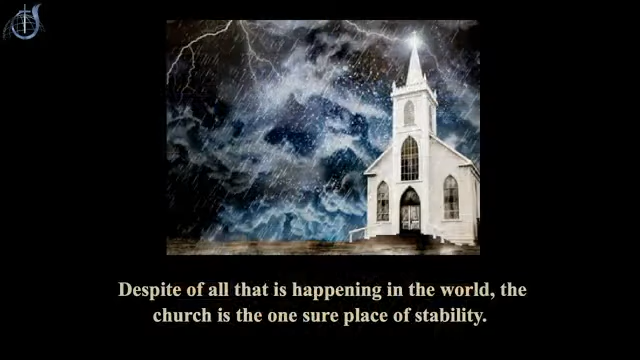 Despite of all that is happening in the world, the
church is the one sure place of stability.